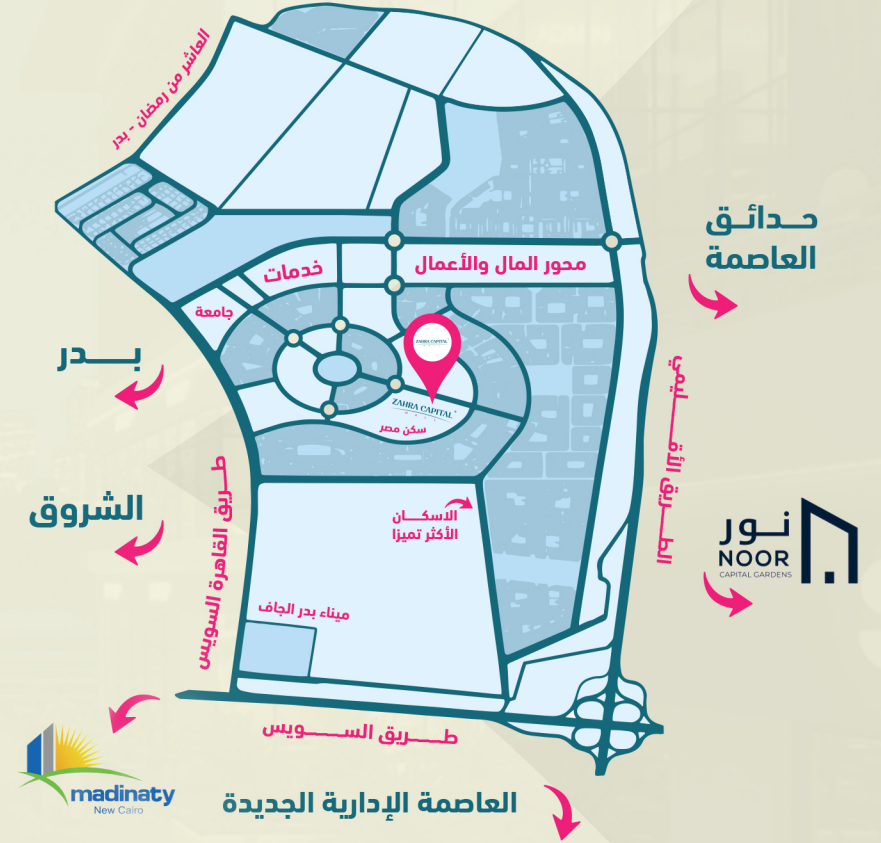 العاشر من رمضان - بدر
حدائق
العاصمة
محور المال والأعمال
خدمات
جامعة
بدر
ZAHRA CAPITAL
سكن مصر
الطريق الأقليمي
طريق القاهرة السويس
الشروق
الاسكان
الأكثر تميزا
نور
NOOR
CAPITAL GARDENS
ميناء بدر الجاف
طريق السويس
madinaty
New Cairo
العاصمة الإدارية الجديدة